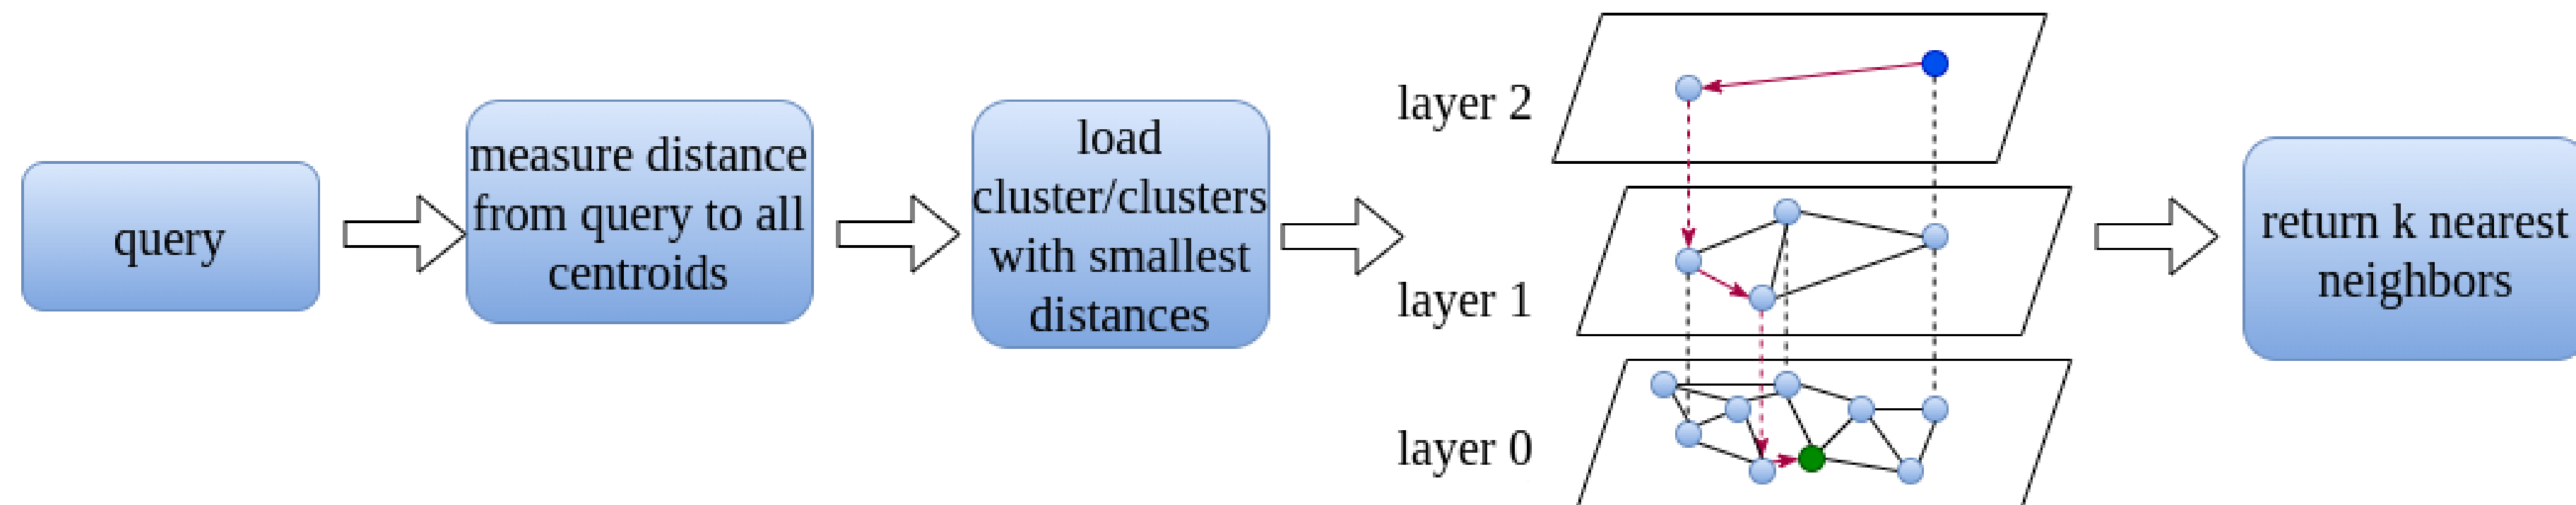 query
measure distance
from query to all
centroids
load
cluster/clusters
with smallest
distances
layer 2
layer 1
layer 0
return k nearest
neighbors